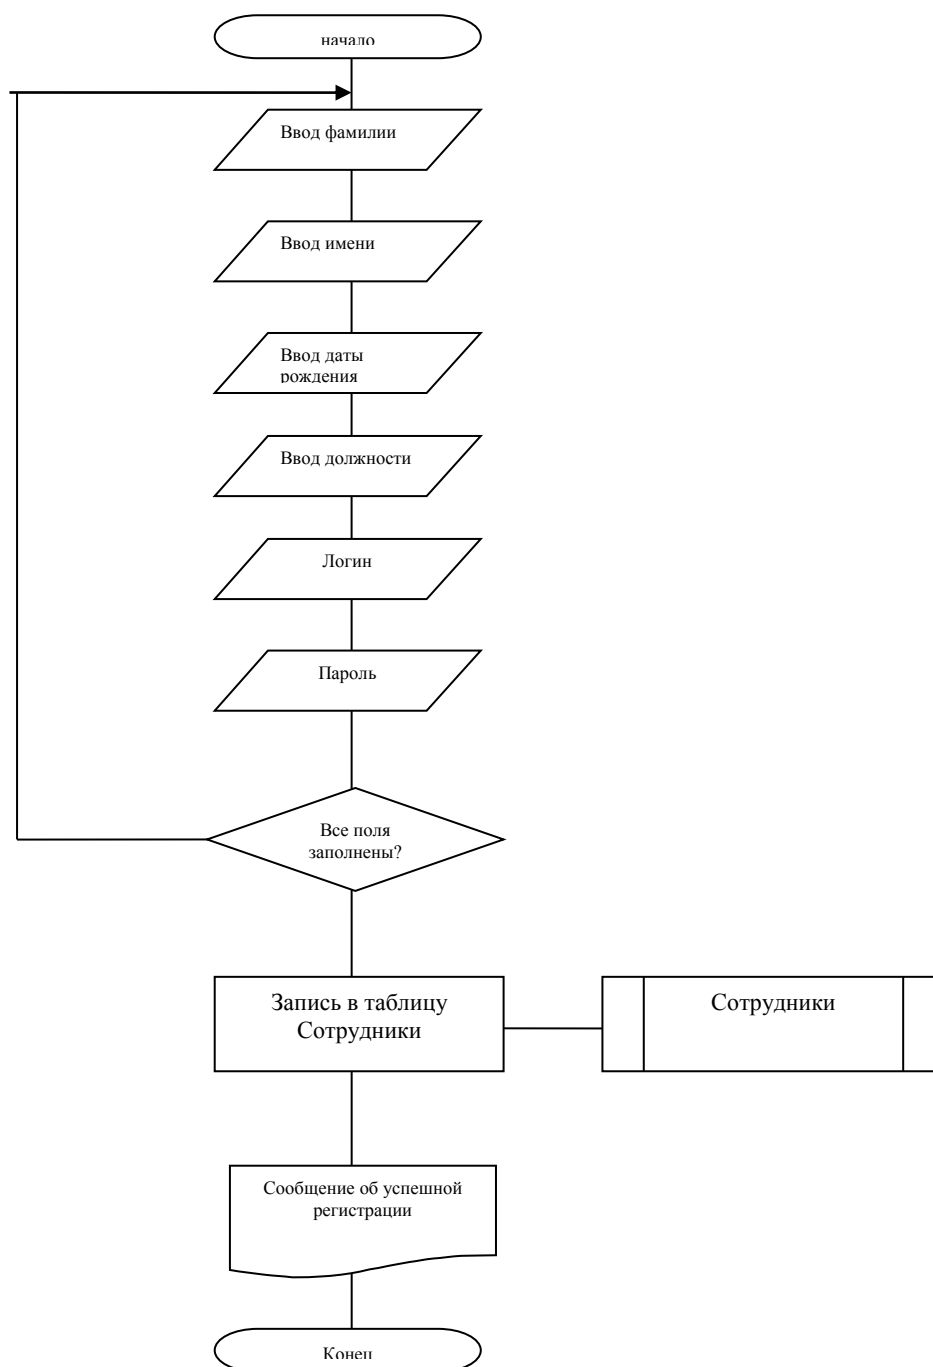 начало
Ввод фамилии
Ввод имени
Ввод даты
рождения
Ввод должности
Логин
Пароль
Все поля
заполнены?
Запись в таблицу
Сотрудники
Сотрудники
Сообщение об успешной
регистрации
Конец